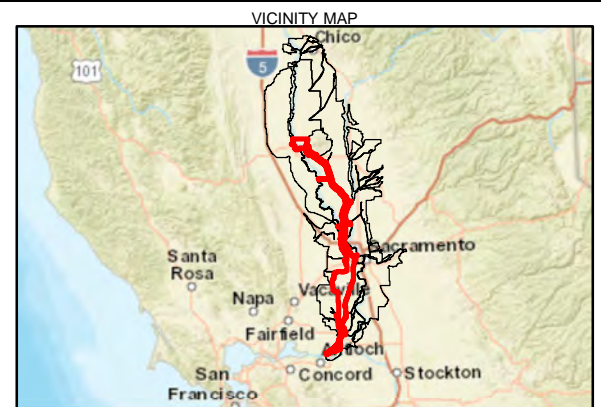 VICINITY MAP
Chico
101
5
Sacramento
Santa
Rosa
Napa
Vacaville
Fairfield
Antioch
San
Francisco
Concord
Stockton